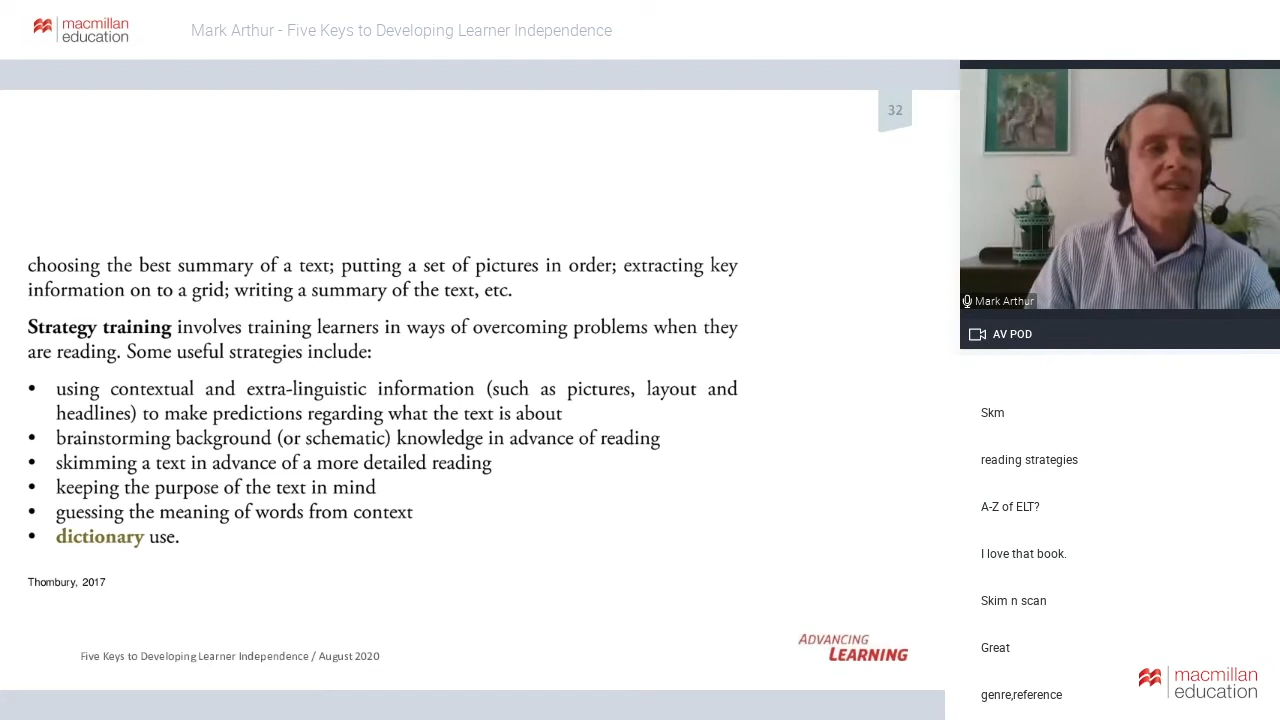 macmillan
education
Mark Arthur - Five Keys to Developing Learner Independence
32
choosing the best summary of a text; putting a set of pictures in order; extracting key
information on to a grid; writing a summary of the text, etc.
Strategy training involves training learners in ways of overcoming problems when they
are reading. Some useful strategies include:
• using contextual and extra-linguistic information (such as pictures, layout and
headlines) to make predictions regarding what the text is about
• brainstorming background (or schematic) knowledge in advance of reading
• skimming a text in advance of a more detailed reading
• keeping the purpose of the text in mind
• guessing the meaning of words from context
• dictionary use.
Thornbury, 2017
Five Keys to Developing Learner Independence / August 2020
ADVANCING
LEARNING
Mark Arthur
AV POD
Skm
reading strategies
A-Z of ELT?
I love that book.
Skim n scan
Great
genre,reference
macmillan
education